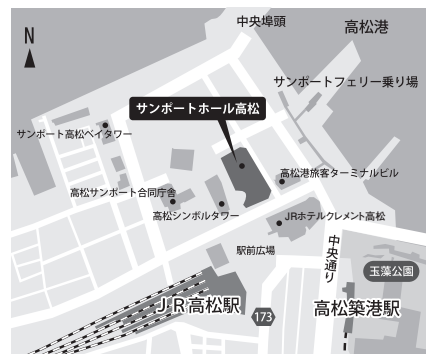 中央埠頭
高松港
N
サンポートフェリー乗り場
サンポートホール高松
サンポート高松ベイタワー
高松港旅客ターミナルビル
高松サンポート合同庁舎
高松シンボルタワー
JRホテルクレメント高松
駅前広場
中央通り
玉藻公園
JR高松駅
173
高松築港駅